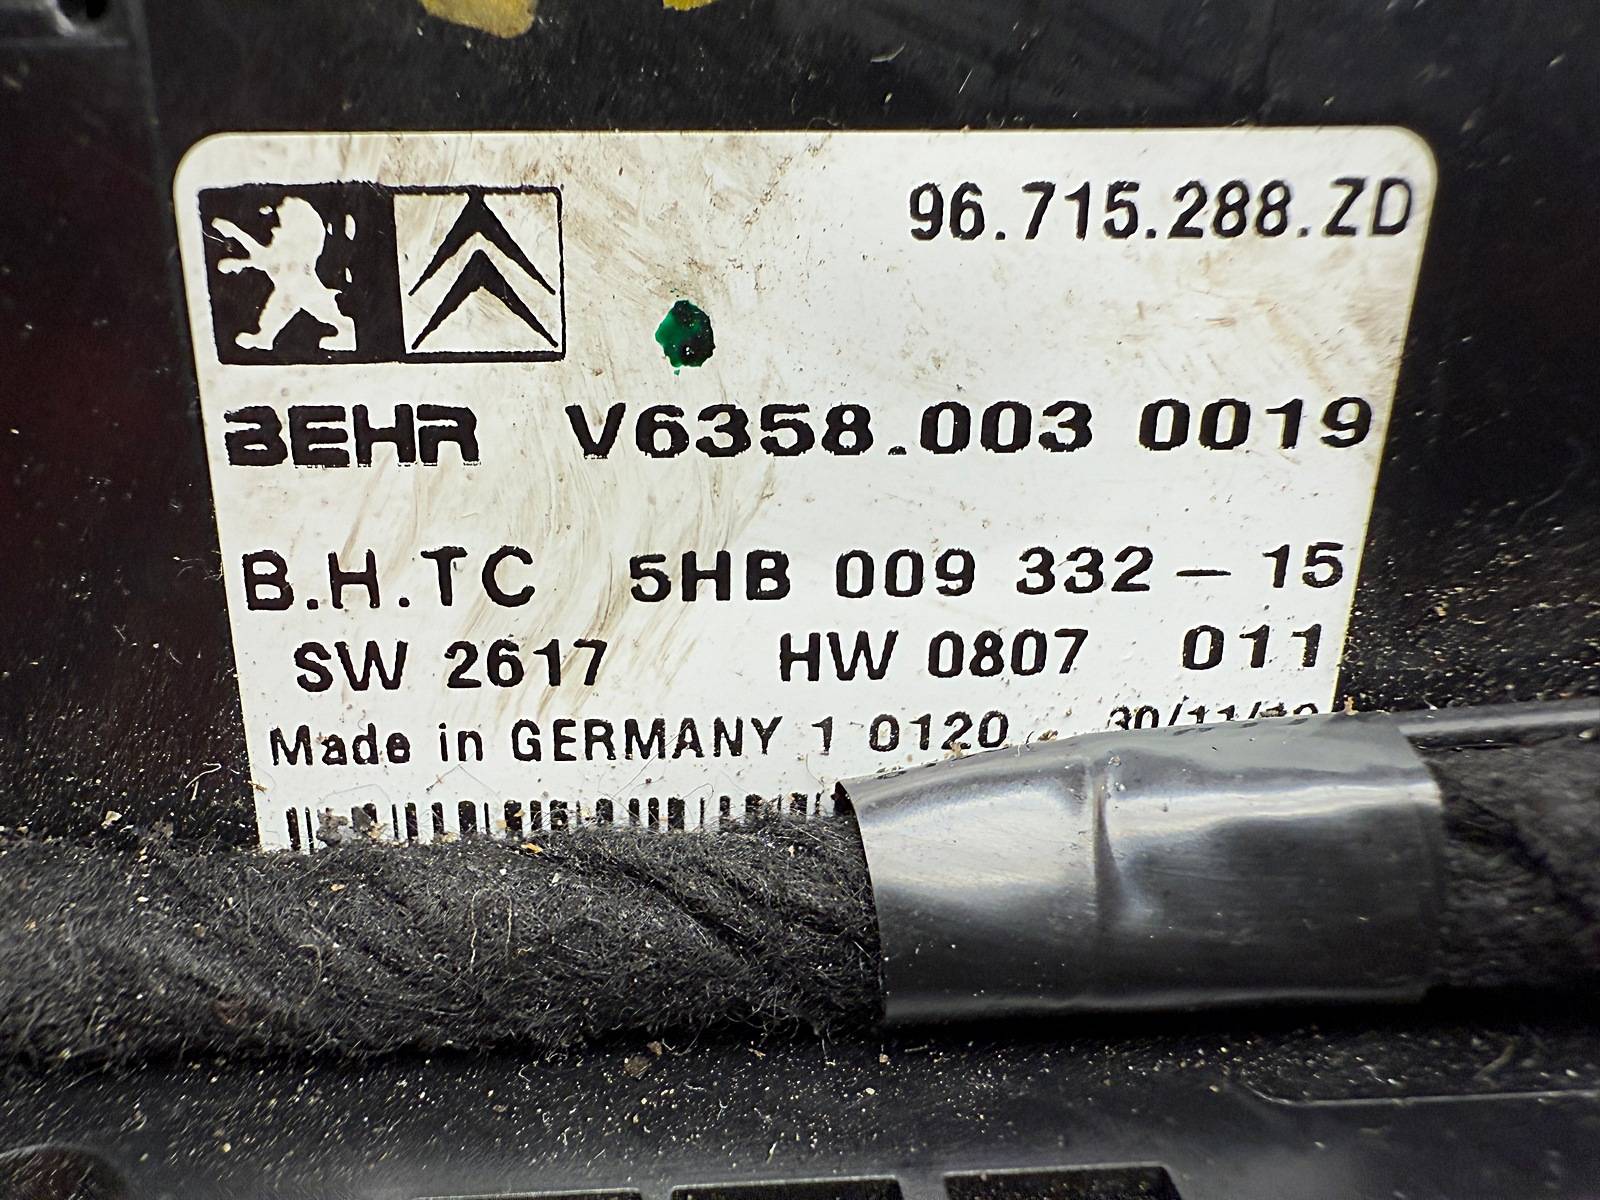 96.715.288.ZD
BEHR V6358.003 0019
B.H.TC 5HB 009 332 - 15
SW 2617 HW 0807 011
Made in GERMANY 1 0120